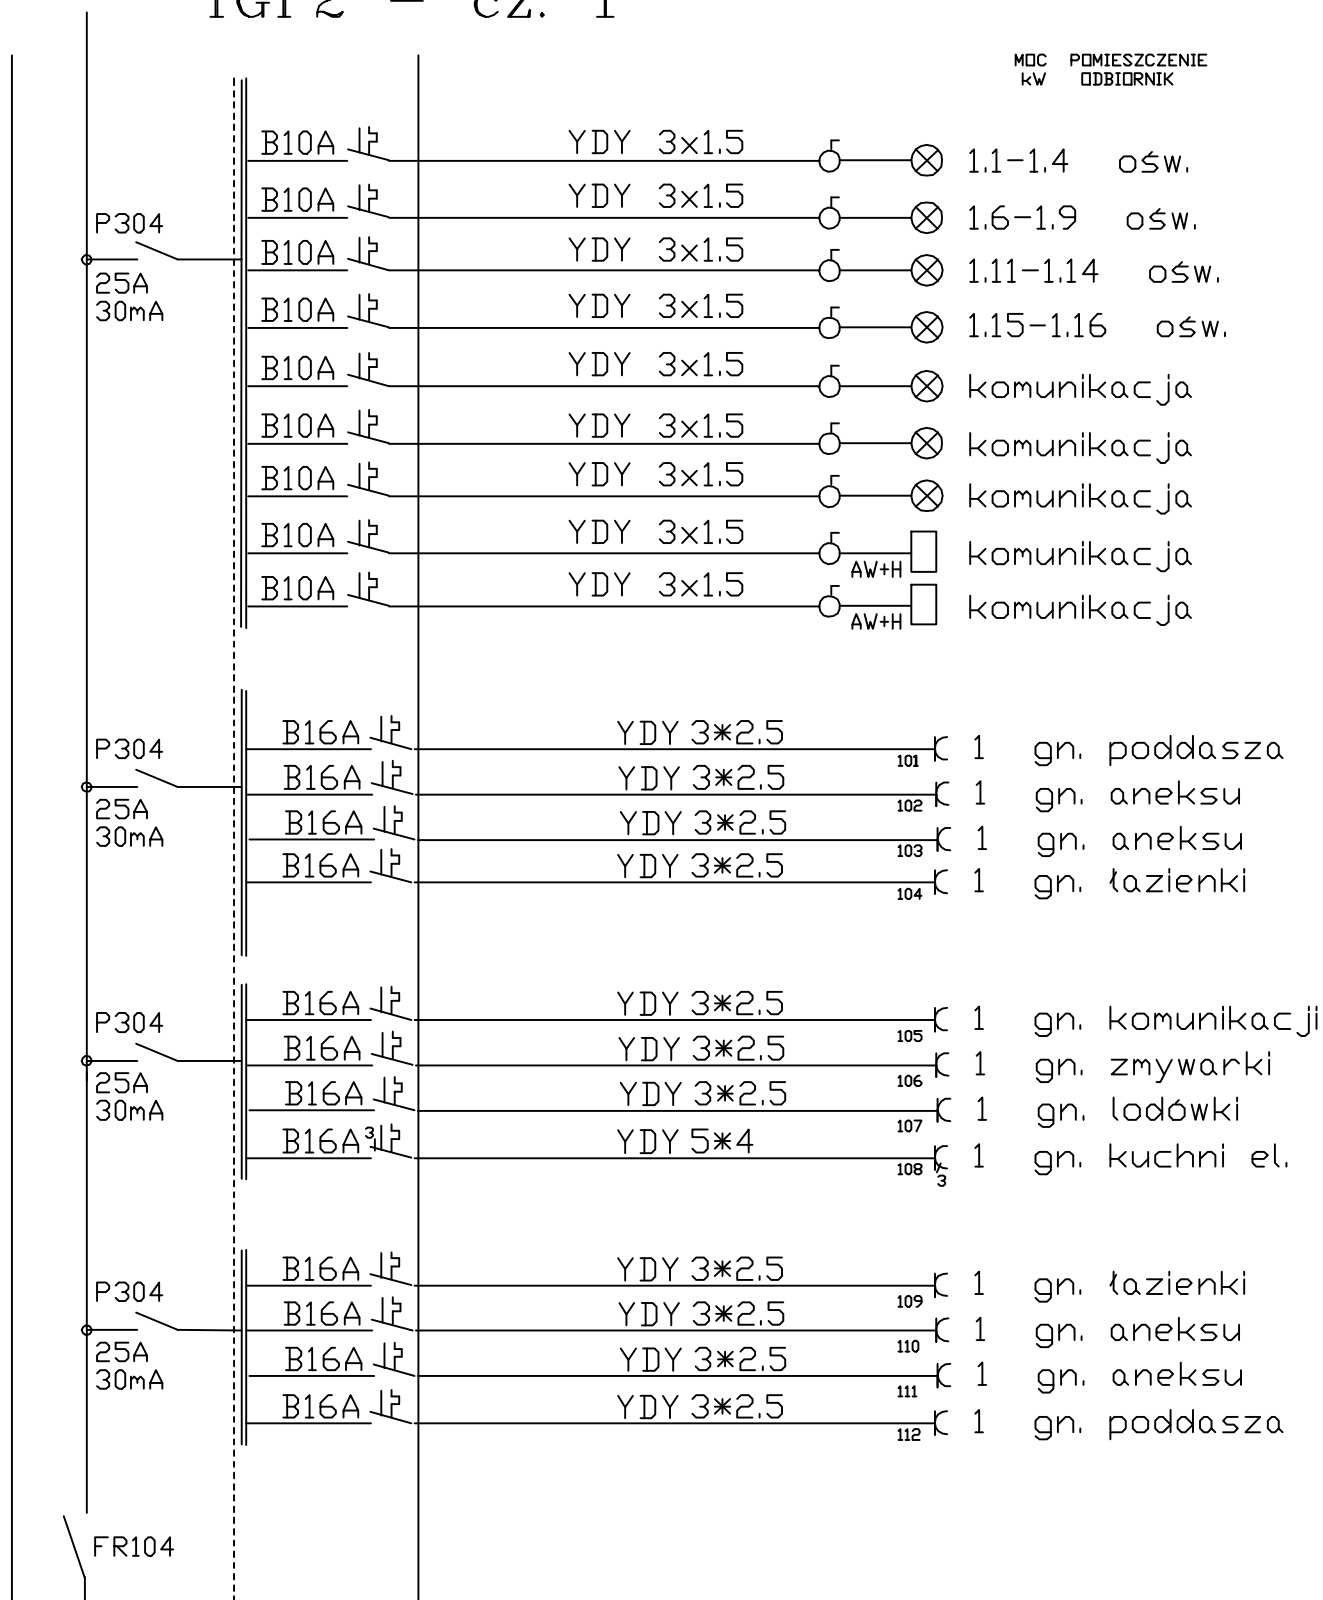 TGP2 - cz. 1
MOC POMIESZCZENIE
kW ODBIORNIK
B10A YDY 3x1.5 1.1-1.4 ośw.
B10A YDY 3x1.5 1.6-1.9 ośw.
P304
B10A YDY 3x1.5 1.11-1.14 ośw.
25A
30mA
B10A YDY 3x1.5 1.15-1.16 ośw.
B10A YDY 3x1.5 komunikacja
B10A YDY 3x1.5 komunikacja
B10A YDY 3x1.5 komunikacja
B10A YDY 3x1.5 AW+H komunikacja
B10A YDY 3x1.5 AW+H komunikacja
P304
25A
30mA
B16A YDY 3*2.5 101 1 gn. poddasza
B16A YDY 3*2.5 102 1 gn. aneksu
B16A YDY 3*2.5 103 1 gn. aneksu
B16A YDY 3*2.5 104 1 gn. łazienki
P304
25A
30mA
B16A YDY 3*2.5 105 1 gn. komunikacji
B16A YDY 3*2.5 106 1 gn. zmywarki
B16A YDY 3*2.5 107 1 gn. lodówki
B16A 3 YDY 5*4 108 3 1 gn. kuchni el.
P304
25A
30mA
B16A YDY 3*2.5 109 1 gn. łazienki
B16A YDY 3*2.5 110 1 gn. aneksu
B16A YDY 3*2.5 111 1 gn. aneksu
B16A YDY 3*2.5 112 1 gn. poddasza
FR104